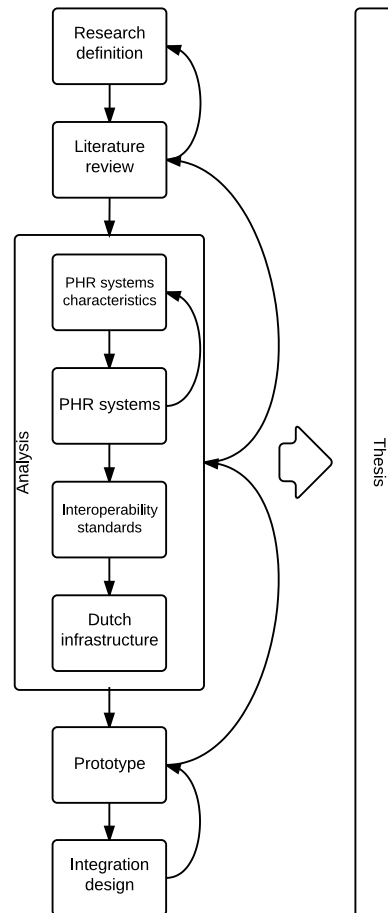 Research
definition
Literature
review
Analysis
PHR systems
characteristics
PHR systems
Interoperability
standards
Dutch
infrastructure
Prototype
Integration
design
Thesis